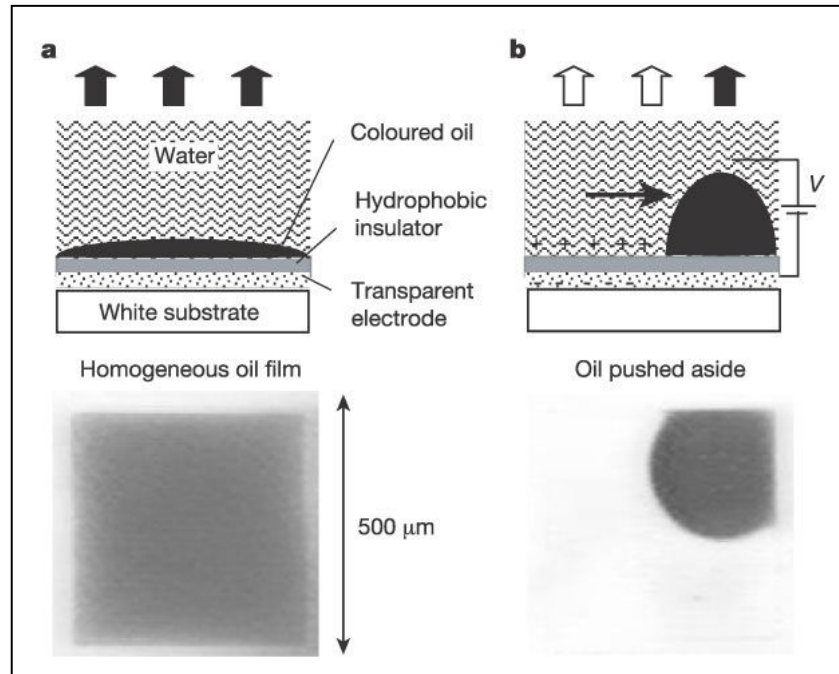 a
Water
Coloured oil
Hydrophobic
insulator
Transparent
electrode
White substrate
Homogeneous oil film
500 μm
b
V
+ + + + +
- - - - -
Oil pushed aside